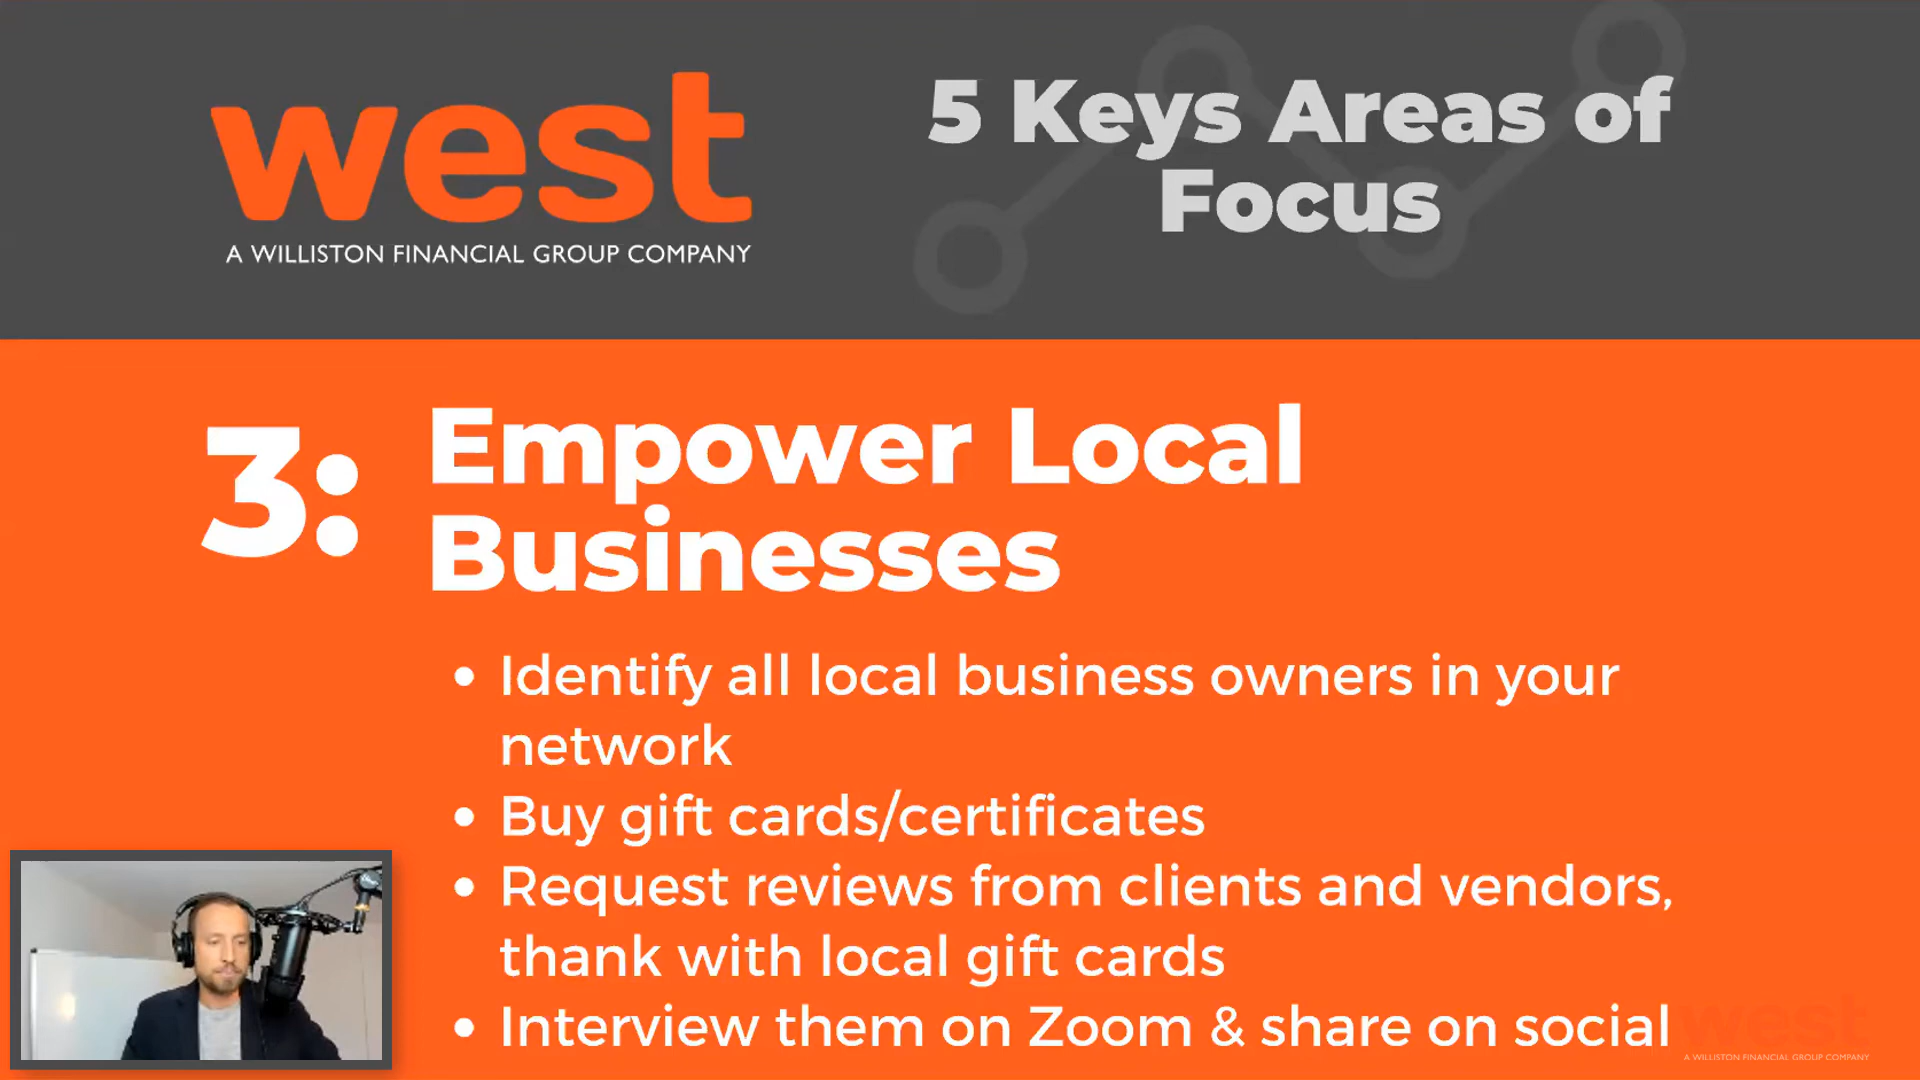 west
A WILLISTON FINANCIAL GROUP COMPANY
5 Keys Areas of
Focus
3:
Empower Local
Businesses
• Identify all local business owners in your
network
• Buy gift cards/certificates
• Request reviews from clients and vendors,
thank with local gift cards
• Interview them on Zoom & share on social
west
A WILLISTON FINANCIAL GROUP COMPANY